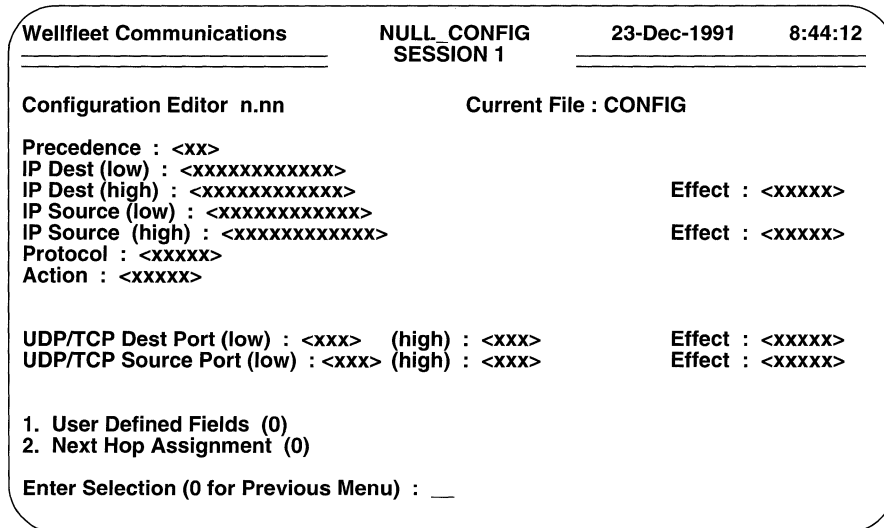 Wellfleet Communications NULL_CONFIG 23-Dec-1991 8:44:12
SESSION 1
Configuration Editor n.nn Current File : CONFIG
Precedence : <xx>
IP Dest (low) : <xxxxxxxxxxxx>
IP Dest (high) : <xxxxxxxxxxxx> Effect : <xxxxx>
IP Source (low) : <xxxxxxxxxxxx>
IP Source (high) : <xxxxxxxxxxxx> Effect : <xxxxx>
Protocol : <xxxxx>
Action : <xxxxx>
UDP/TCP Dest Port (low) : <xxx> (high) : <xxx> Effect : <xxxxx>
UDP/TCP Source Port (low) : <xxx> (high) : <xxx> Effect : <xxxxx>
1. User Defined Fields (0)
2. Next Hop Assignment (0)
Enter Selection (0 for Previous Menu) : __